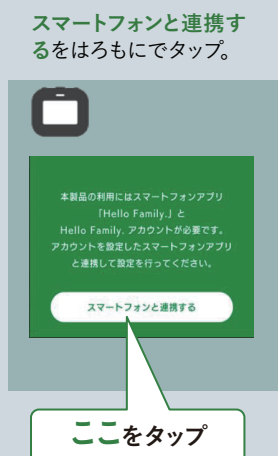 スマートフォンと連携す
るをはろもにでタップ。
本製品の利用にはスマートフォンアプリ
「Hello Family.」と
Hello Family. アカウントが必要です。
アカウントを設定したスマートフォンアプリ
と連携して設定を行ってください。
スマートフォンと連携する
ここをタップ